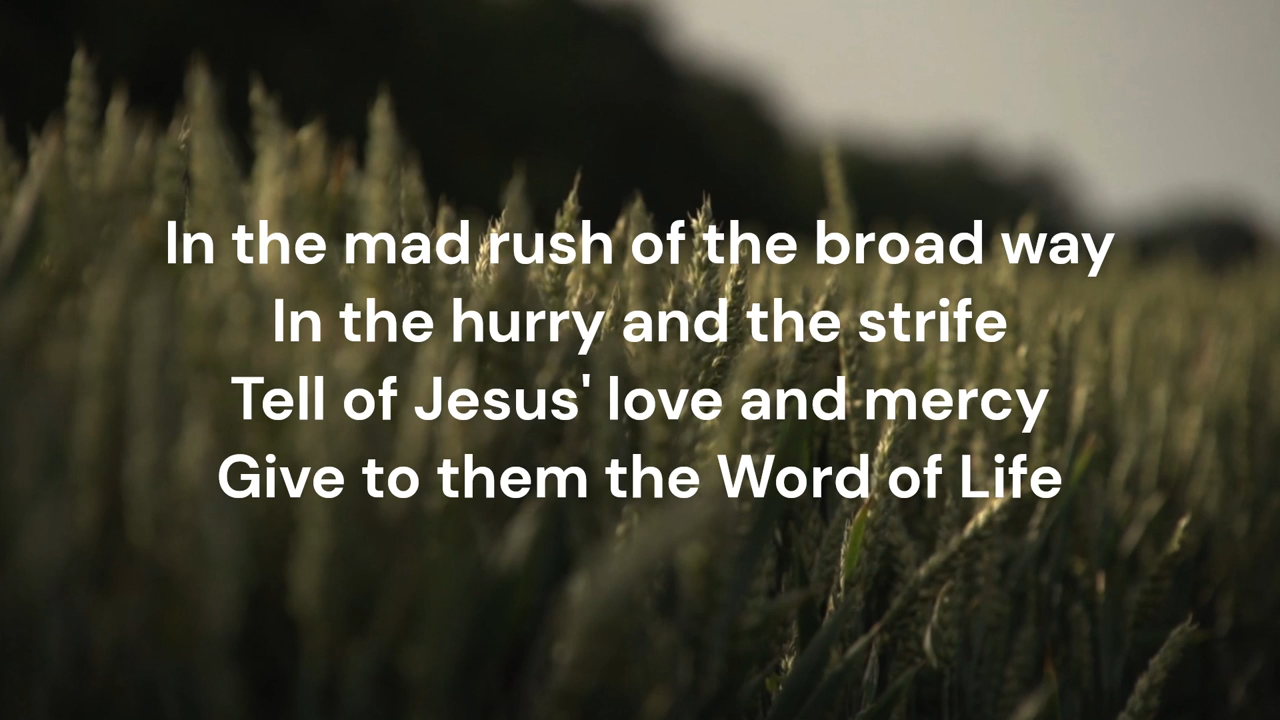 In the mad rush of the broad way
In the hurry and the strife
Tell of Jesus' love and mercy
Give to them the Word of Life